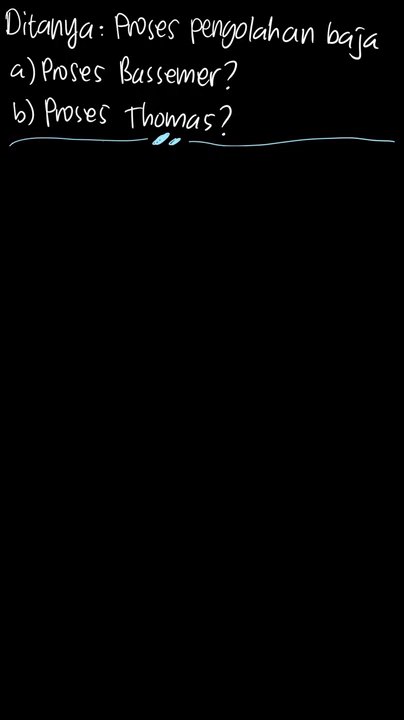 Ditanya: Proses pengolahan baja
a) Proses Bassemer?
b) Proses Thomas?